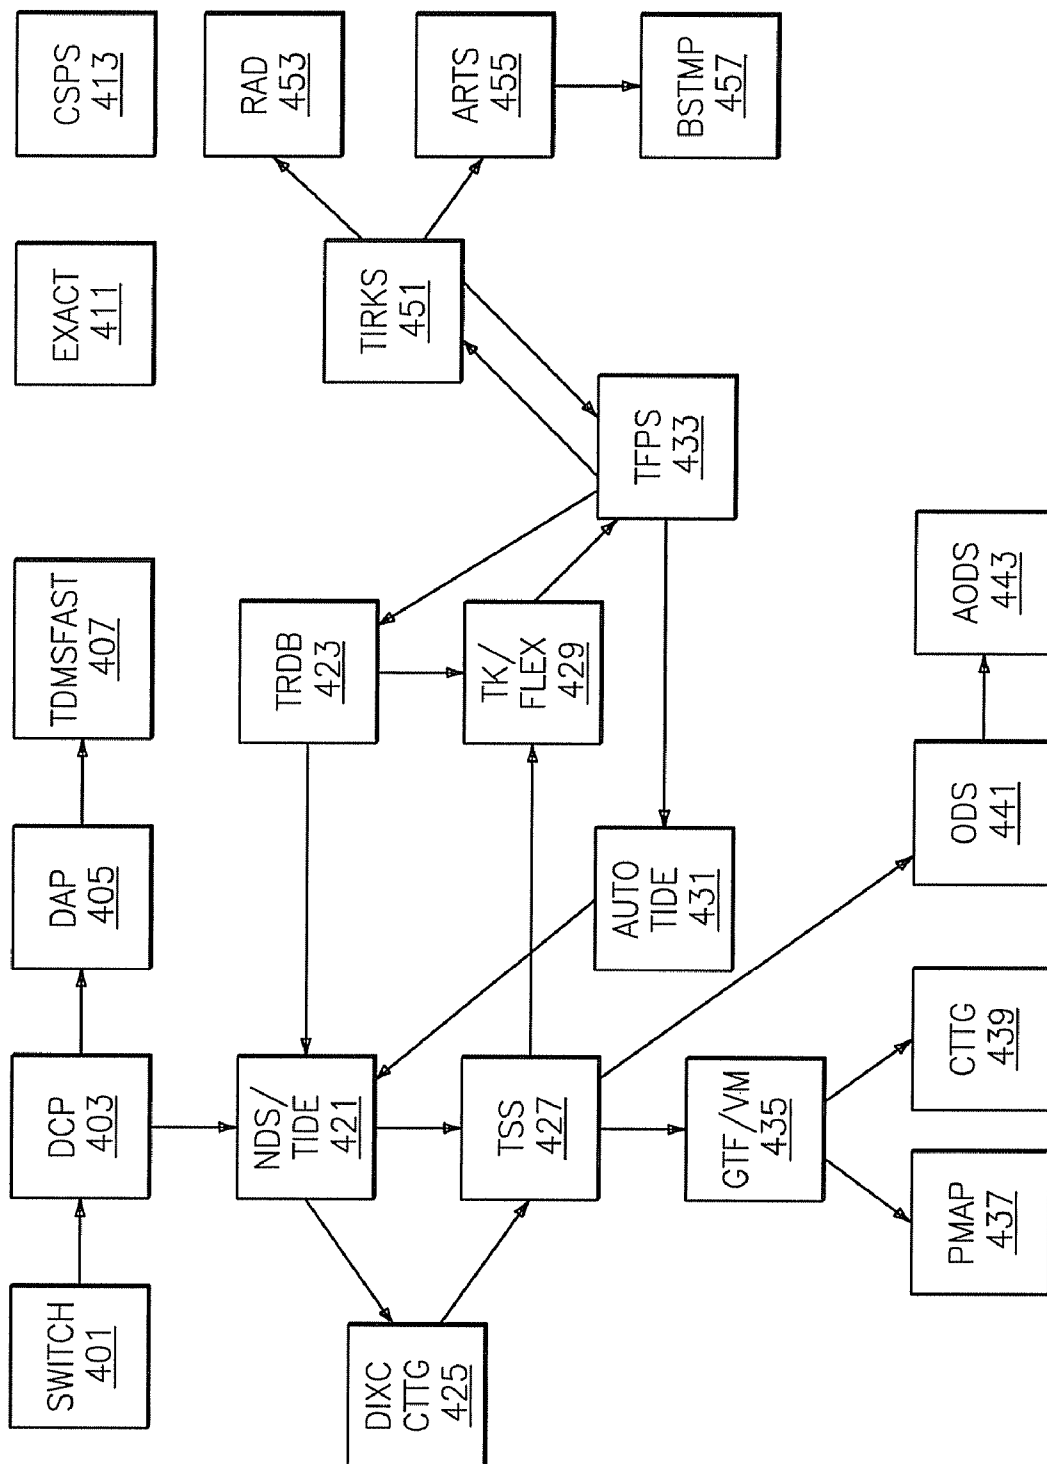 SWITCH
401
DCP
403
DAP
405
TDMSFAST
407
EXACT
411
CSPS
413
NDS/
TIDE
421
TRDB
423
RAD
453
DIXC
CTTG
425
TIRKS
451
ARTS
455
TSS
427
TK/
FLEX
429
AUTO
TIDE
431
TFPS
433
BSTMP
457
GTF/VM
435
PMAP
437
CTTG
439
ODS
441
AODS
443